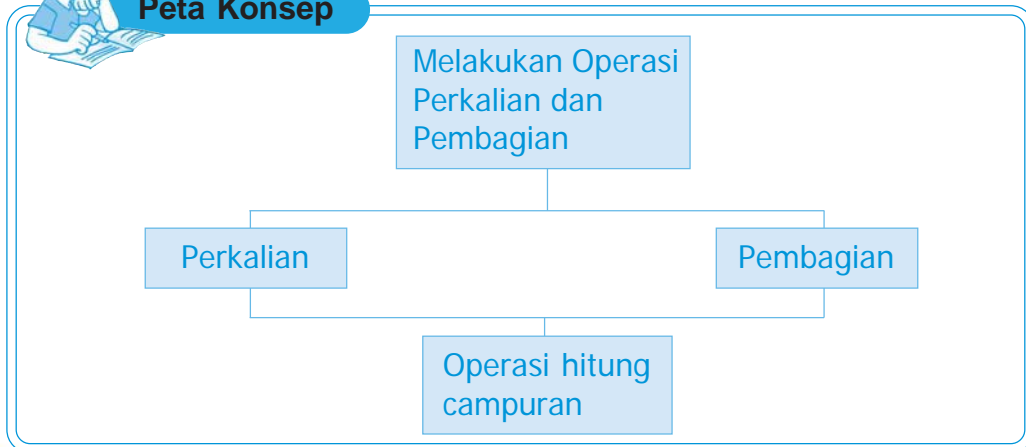 Peta Konsep
Melakukan Operasi
Perkalian dan
Pembagian
Perkalian
Pembagian
Operasi hitung
campuran